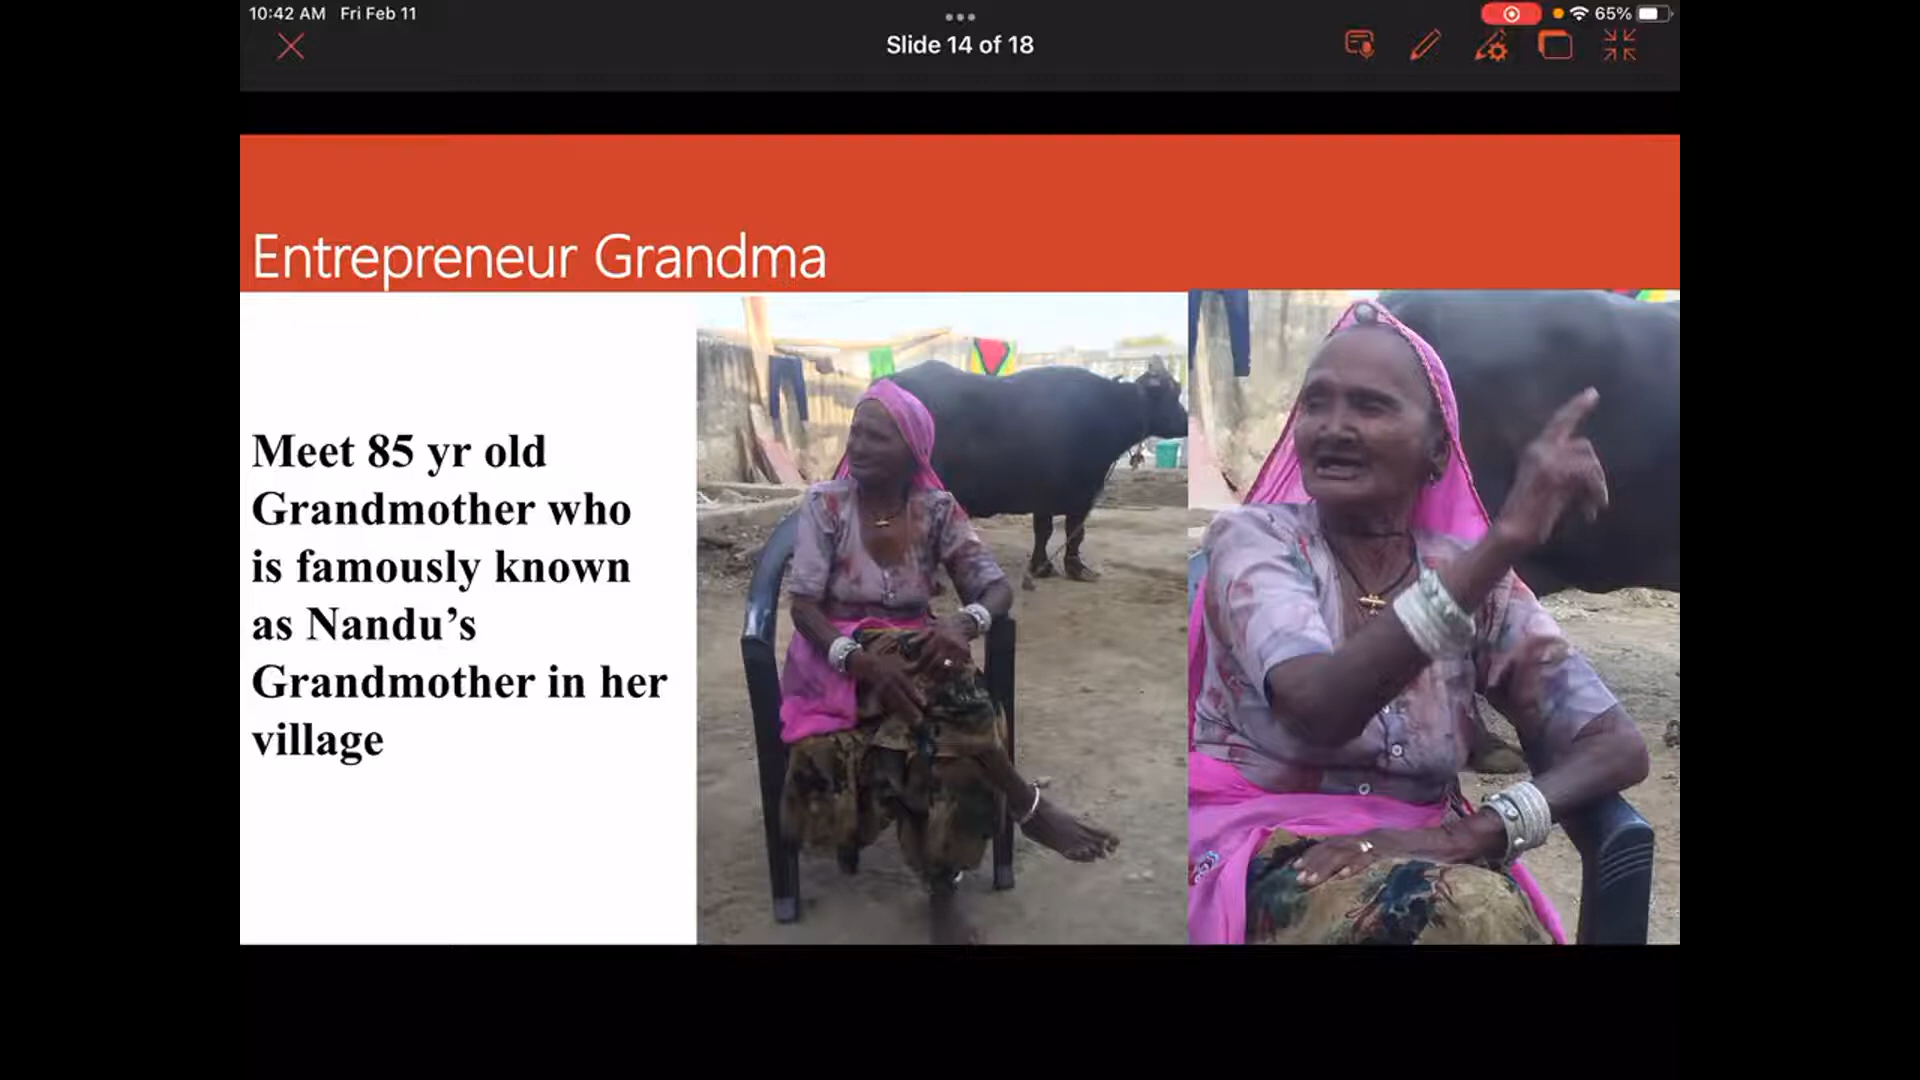 10:42 AM Fri Feb 11
65%
Slide 14 of 18
Entrepreneur Grandma
Meet 85 yr old
Grandmother who
is famously known
as Nandu’s
Grandmother in her
village